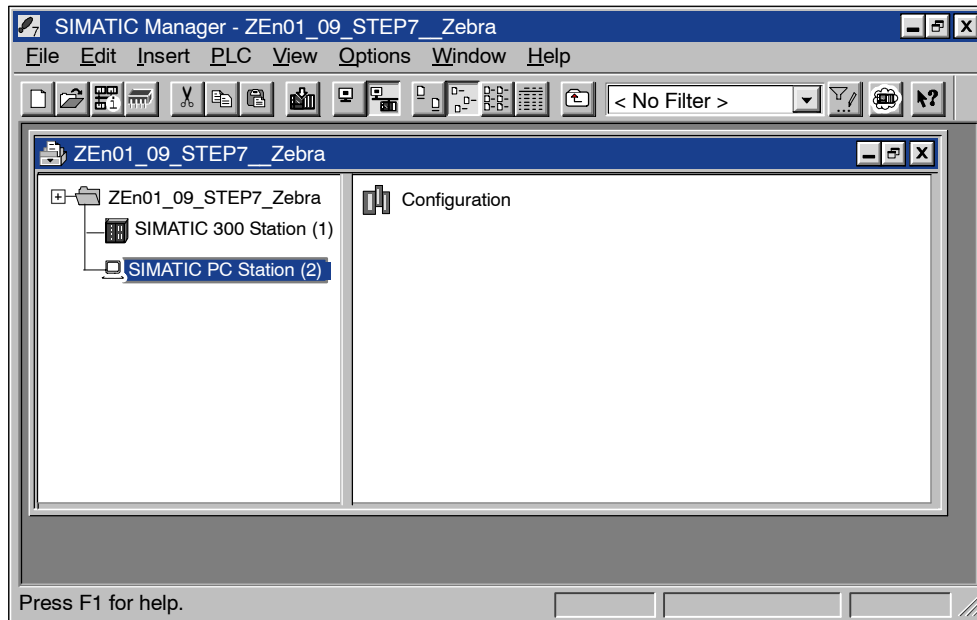 SIMATIC Manager - ZEn01_09_STEP7__Zebra
File Edit Insert PLC View Options Window Help
< No Filter >
ZEn01_09_STEP7__Zebra
ZEn01_09_STEP7_Zebra
SIMATIC 300 Station (1)
SIMATIC PC Station (2)
Configuration
Press F1 for help.